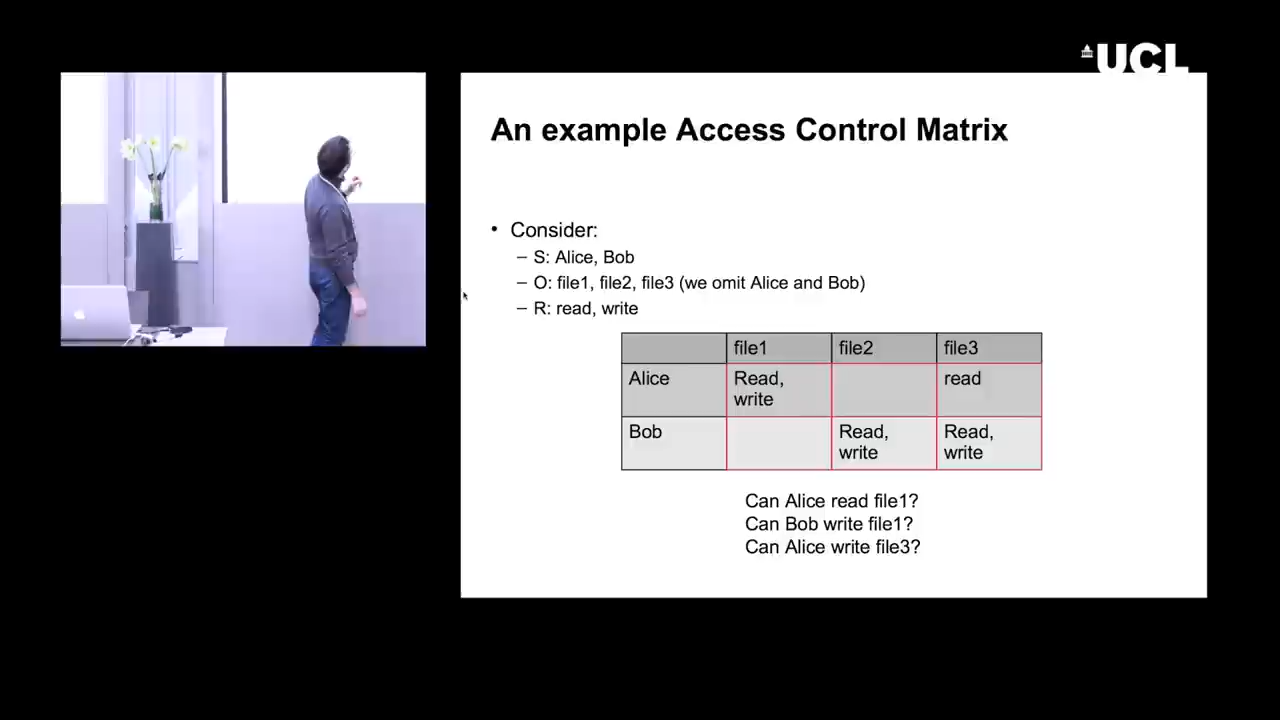 UCL
An example Access Control Matrix
• Consider:
– S: Alice, Bob
– O: file1, file2, file3 (we omit Alice and Bob)
– R: read, write
file1 file2 file3
Alice Read, write read
Bob Read, write Read, write
Can Alice read file1?
Can Bob write file1?
Can Alice write file3?